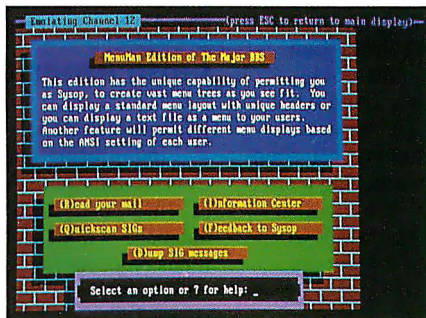 Emulating Channel 12 (press ESC to return to main display)
MenuMan Edition of The Major BBS
This edition has the unique capability of permitting you
as Sysop, to create vast menu trees as you see fit. You
can display a standard menu layout with unique headers or
you can display a text file as a menu to your users.
Another feature will permit different menu displays based
on the ANSI setting of each user.
(R)ead your mail (I)nformation Center
(Q)uickscan SIGs (F)eedback to Sysop
(D)ump SIG messages
Select an option or ? for help: _